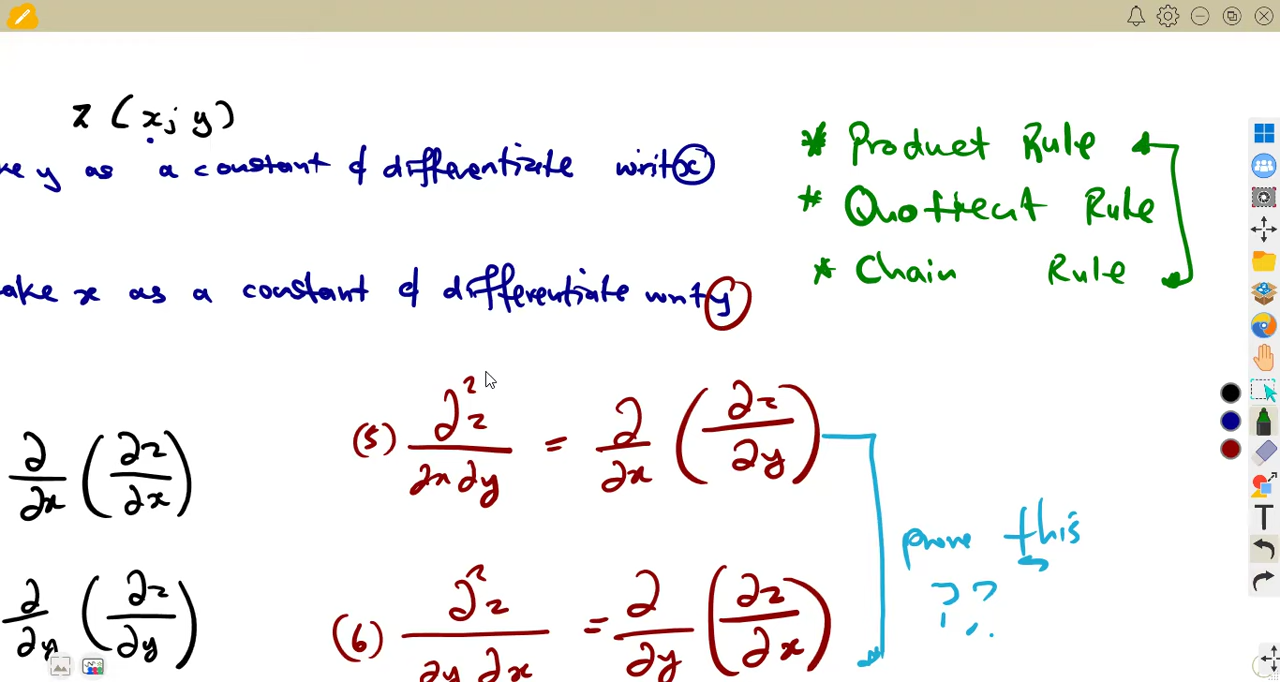 z (x; y)
ke y as a constant & differentiate wrt x
ake x as a constant & differentiate wrt y
* Product Rule
* Quotient Rule
* Chain Rule
∂/∂x (∂z/∂x)
(5) ∂²z/∂x∂y = ∂/∂x (∂z/∂y)
prove this
??
∂/∂y (∂z/∂y)
(6) ∂²z/∂y∂x = ∂/∂y (∂z/∂x)
T